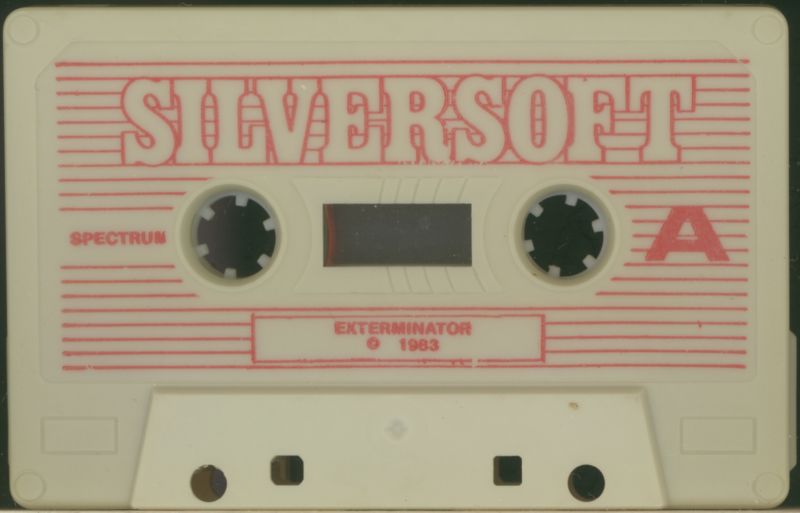 SILVERSOFT
SPECTRUM
A
EXTERMINATOR
© 1983